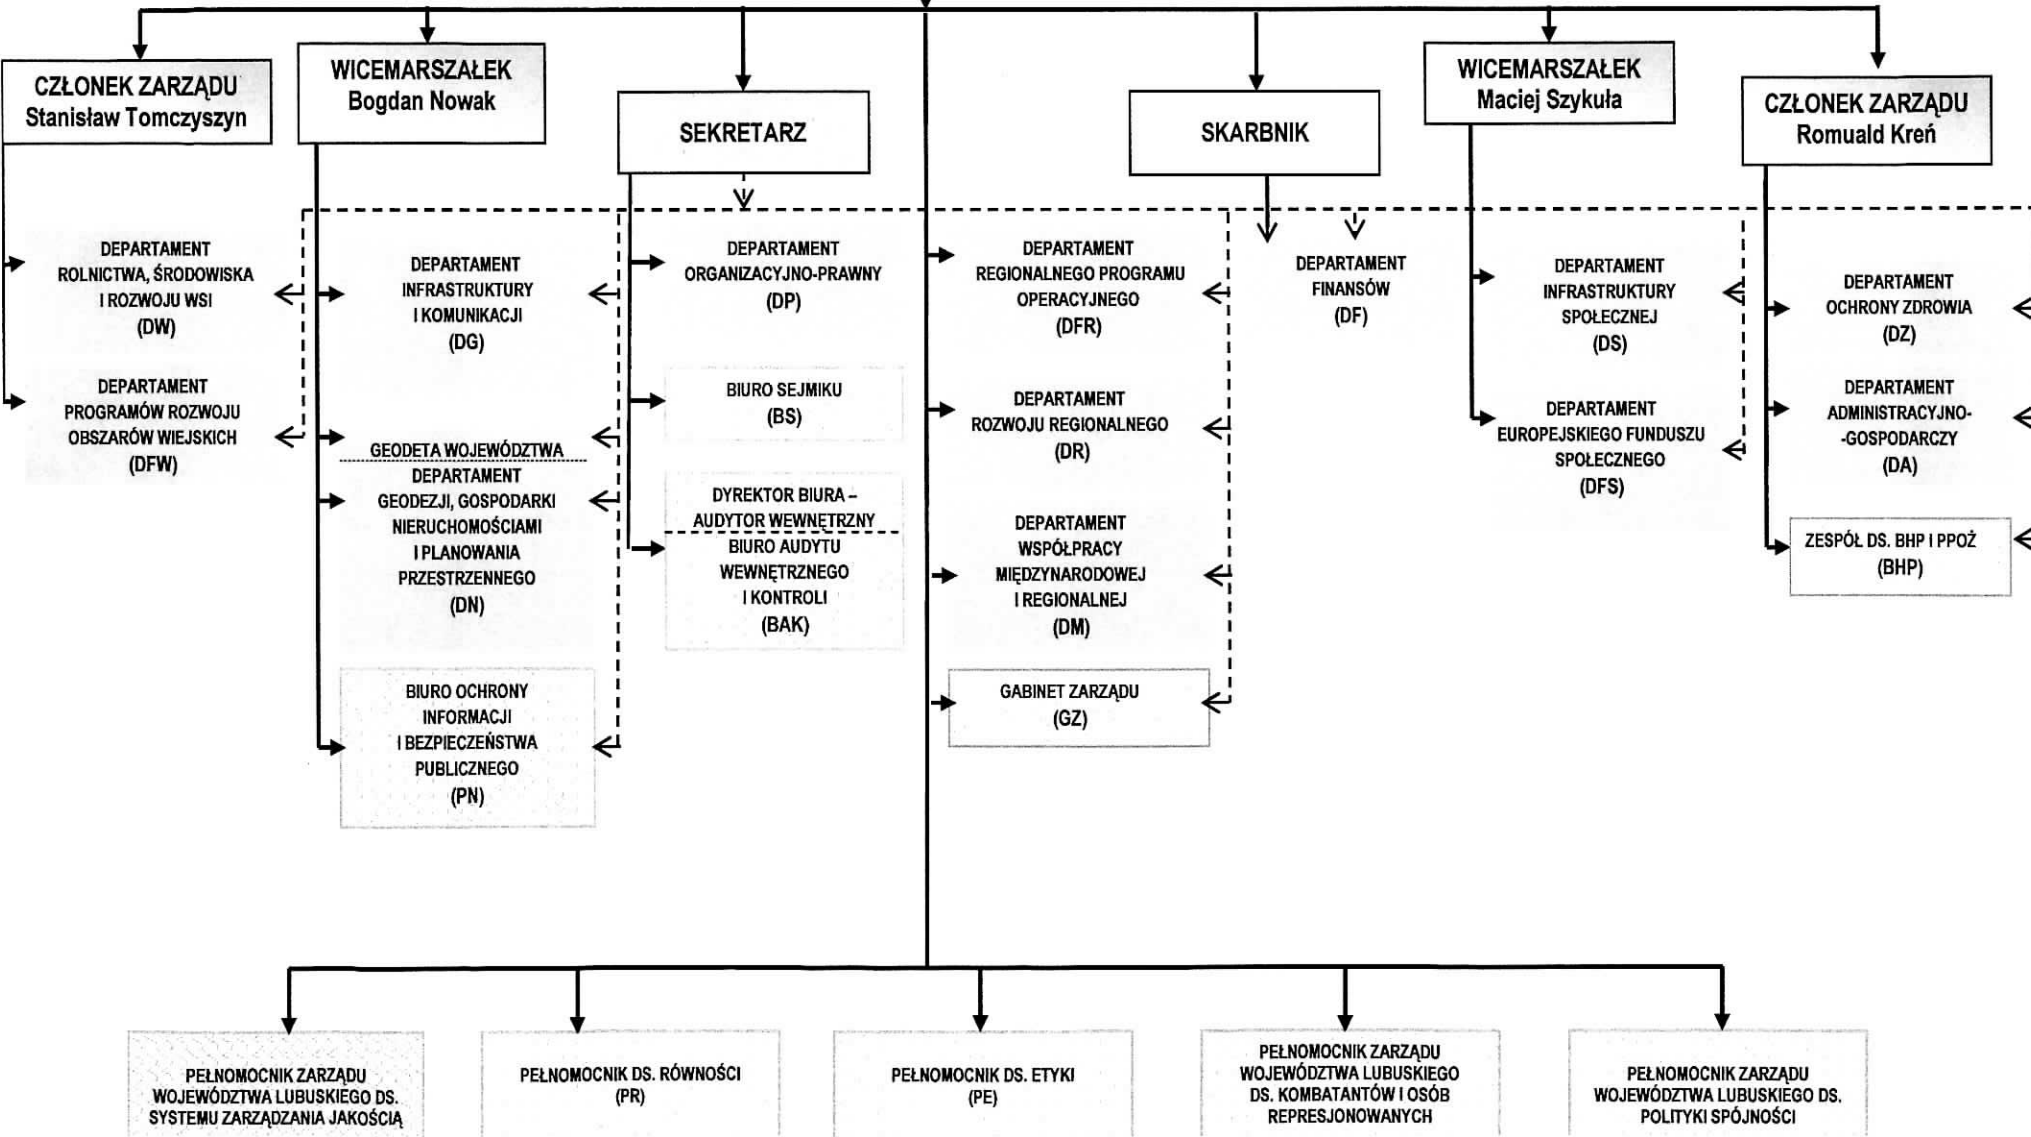 CZŁONEK ZARZĄDU
Stanisław Tomczyszyn
WICEMARSZAŁEK
Bogdan Nowak
SEKRETARZ
SKARBNIK
WICEMARSZAŁEK
Maciej Szykuła
CZŁONEK ZARZĄDU
Romuald Kreń
DEPARTAMENT
ROLNICTWA, ŚRODOWISKA
I ROZWOJU WSI
(DW)
DEPARTAMENT
PROGRAMÓW ROZWOJU
OBSZARÓW WIEJSKICH
(DFW)
DEPARTAMENT
INFRASTRUKTURY
I KOMUNIKACJI
(DG)
GEODETA WOJEWÓDZTWA
DEPARTAMENT
GEODEZJI, GOSPODARKI
NIERUCHOMOŚCIAMI
I PLANOWANIA
PRZESTRZENNEGO
(DN)
BIURO OCHRONY
INFORMACJI
I BEZPIECZEŃSTWA
PUBLICZNEGO
(PN)
DEPARTAMENT
ORGANIZACYJNO-PRAWNY
(DP)
BIURO SEJMIKU
(BS)
DYREKTOR BIURA –
AUDYTOR WEWNĘTRZNY
BIURO AUDYTU
WEWNĘTRZNEGO
I KONTROLI
(BAK)
DEPARTAMENT
REGIONALNEGO PROGRAMU
OPERACYJNEGO
(DFR)
DEPARTAMENT
ROZWOJU REGIONALNEGO
(DR)
DEPARTAMENT
WSPÓŁPRACY
MIĘDZYNARODOWEJ
I REGIONALNEJ
(DM)
GABINET ZARZĄDU
(GZ)
DEPARTAMENT
FINANSÓW
(DF)
DEPARTAMENT
INFRASTRUKTURY
SPOŁECZNEJ
(DS)
DEPARTAMENT
EUROPEJSKIEGO FUNDUSZU
SPOŁECZNEGO
(DFS)
DEPARTAMENT
OCHRONY ZDROWIA
(DZ)
DEPARTAMENT
ADMINISTRACYJNO-
-GOSPODARCZY
(DA)
ZESPÓŁ DS. BHP I PPOŻ
(BHP)
PEŁNOMOCNIK ZARZĄDU
WOJEWÓDZTWA LUBUSKIEGO DS.
SYSTEMU ZARZĄDZANIA JAKOŚCIĄ
PEŁNOMOCNIK DS. RÓWNOŚCI
(PR)
PEŁNOMOCNIK DS. ETYKI
(PE)
PEŁNOMOCNIK ZARZĄDU
WOJEWÓDZTWA LUBUSKIEGO
DS. KOMBATANTÓW I OSÓB
REPRESJONOWANYCH
PEŁNOMOCNIK ZARZĄDU
WOJEWÓDZTWA LUBUSKIEGO DS.
POLITYKI SPÓJNOŚCI